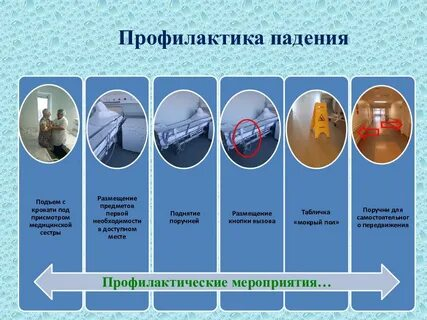 Профилактика падения
Подъем с
кровати под
присмотром
медицинской
сестры
Размещение
предметов
первой
необходимости
в доступном
месте
Поднятие
поручней
Размещение
кнопки вызова
Табличка
«мокрый пол»
Поручни для
самостоятельног
о передвижения
Профилактические мероприятия…